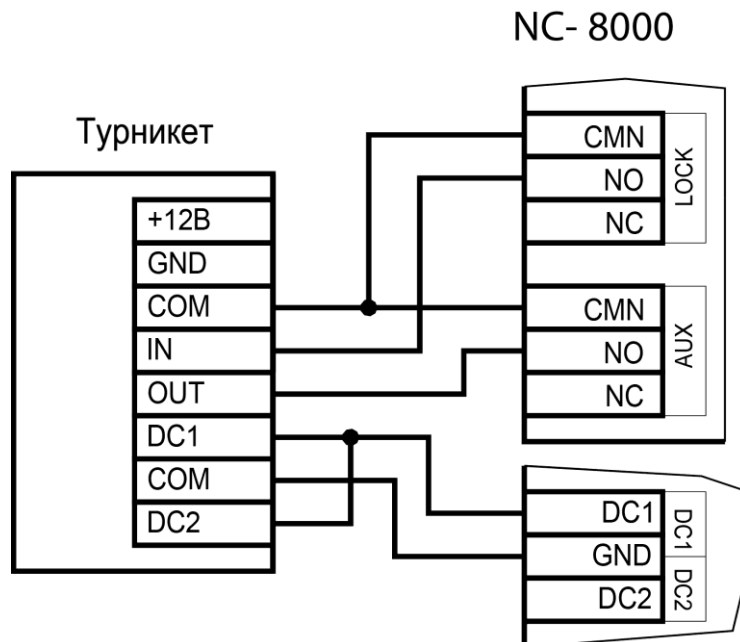 NC- 8000
Турникет
+12В
GND
COM
IN
OUT
DC1
COM
DC2
CMN
NO
NC
LOCK
CMN
NO
NC
AUX
DC1
GND
DC2
DC1
DC2